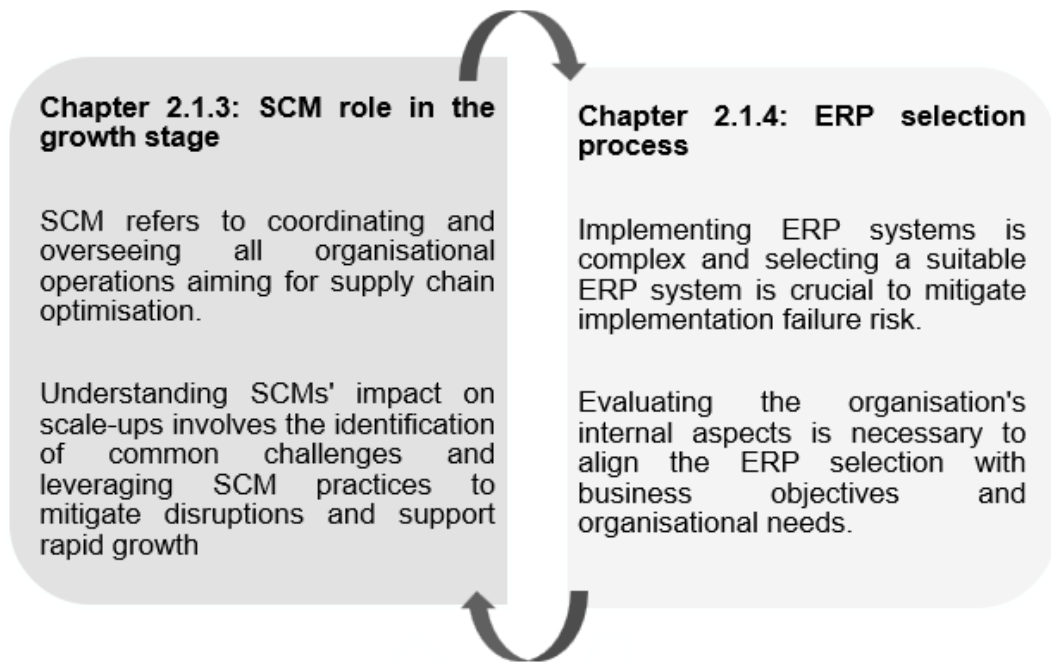 Chapter 2.1.3: SCM role in the
growth stage
SCM refers to coordinating and
overseeing all organisational
operations aiming for supply chain
optimisation.
Understanding SCMs' impact on
scale-ups involves the identification
of common challenges and
leveraging SCM practices to
mitigate disruptions and support
rapid growth
Chapter 2.1.4: ERP selection
process
Implementing ERP systems is
complex and selecting a suitable
ERP system is crucial to mitigate
implementation failure risk.
Evaluating the organisation's
internal aspects is necessary to
align the ERP selection with
business objectives and
organisational needs.